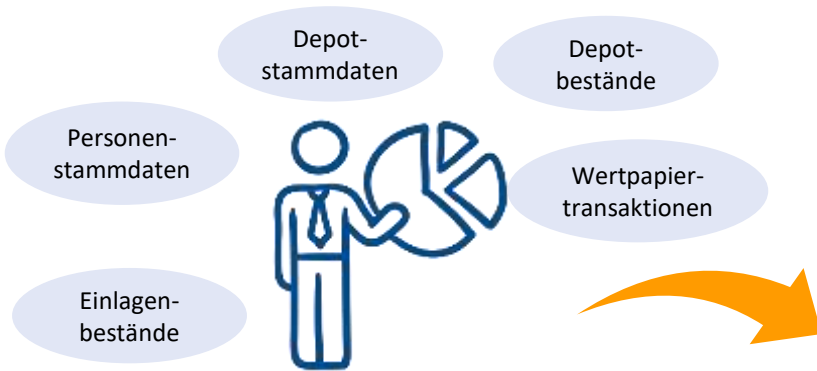 Depot-
stammdaten
Depot-
bestände
Personen-
stammdaten
Wertpapier-
transaktionen
Einlagen-
bestände